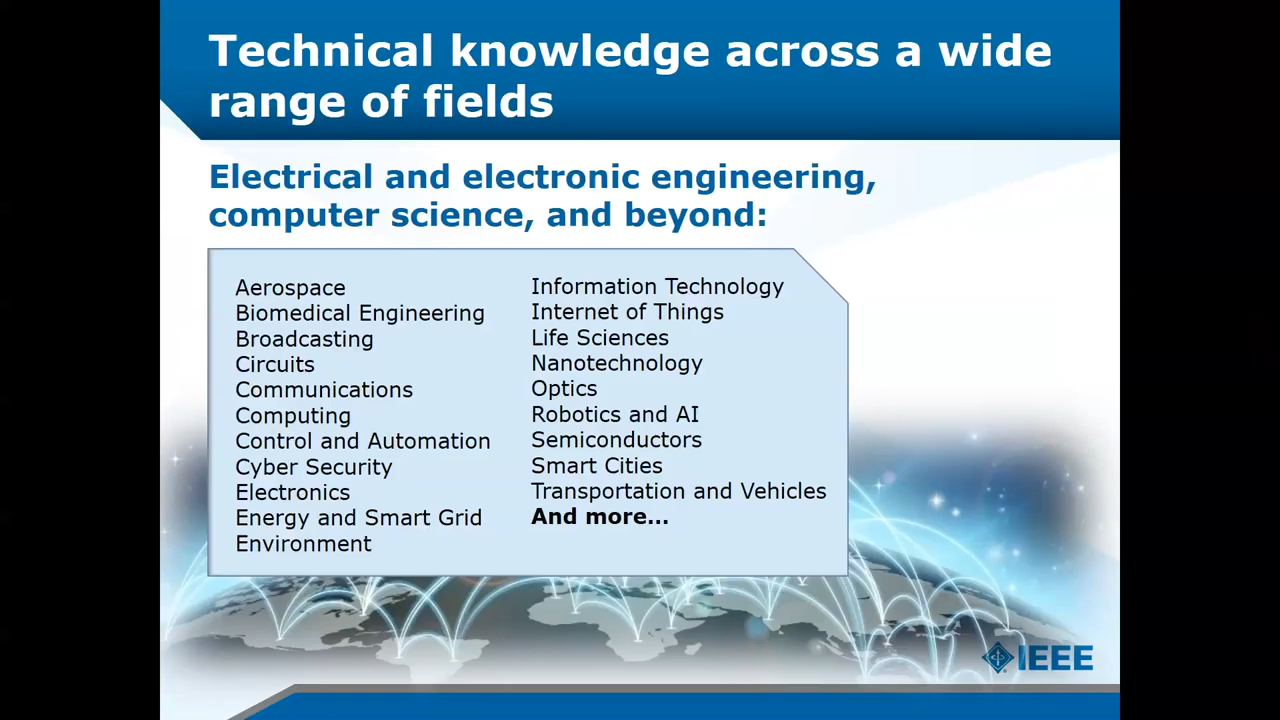 Technical knowledge across a wide
range of fields
Electrical and electronic engineering,
computer science, and beyond:
Aerospace
Biomedical Engineering
Broadcasting
Circuits
Communications
Computing
Control and Automation
Cyber Security
Electronics
Energy and Smart Grid
Environment
Information Technology
Internet of Things
Life Sciences
Nanotechnology
Optics
Robotics and AI
Semiconductors
Smart Cities
Transportation and Vehicles
And more...
IEEE